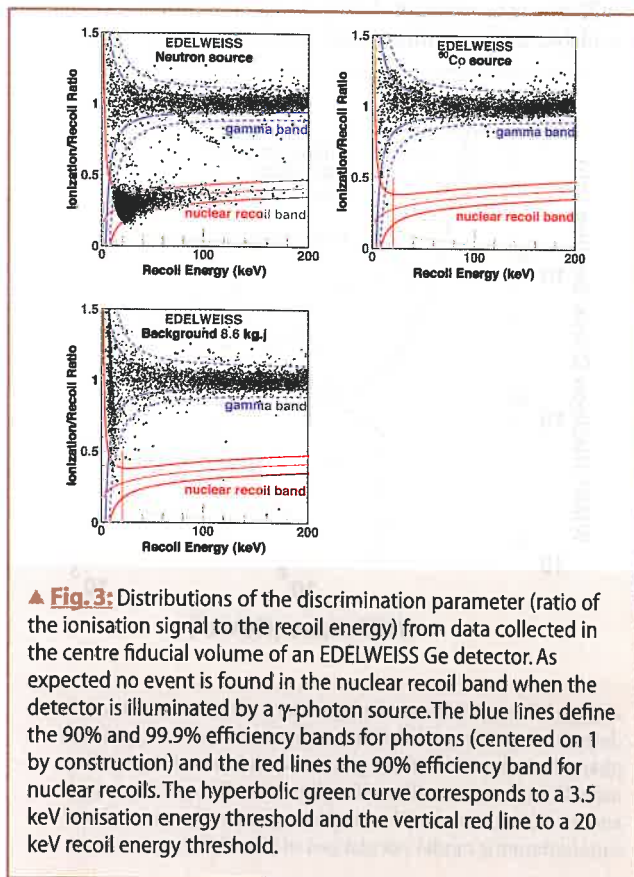 1.5
EDELWEISS
Neutron source
1
gamma band
0.5
nuclear recoil band
0
0
100
200
Recoil Energy (keV)
Ionization/Recoil Ratio
1.5
EDELWEISS
60Co source
1
gamma band
0.5
nuclear recoil band
0
0
100
200
Recoil Energy (keV)
Ionization/Recoil Ratio
1.5
EDELWEISS
Background 8.6 kg.j
1
gamma band
0.5
nuclear recoil band
0
0
100
200
Recoil Energy (keV)
Ionization/Recoil Ratio
▲ Fig. 3: Distributions of the discrimination parameter (ratio of
the ionisation signal to the recoil energy) from data collected in
the centre fiducial volume of an EDELWEISS Ge detector. As
expected no event is found in the nuclear recoil band when the
detector is illuminated by a γ-photon source. The blue lines define
the 90% and 99.9% efficiency bands for photons (centered on 1
by construction) and the red lines the 90% efficiency band for
nuclear recoils. The hyperbolic green curve corresponds to a 3.5
keV ionisation energy threshold and the vertical red line to a 20
keV recoil energy threshold.